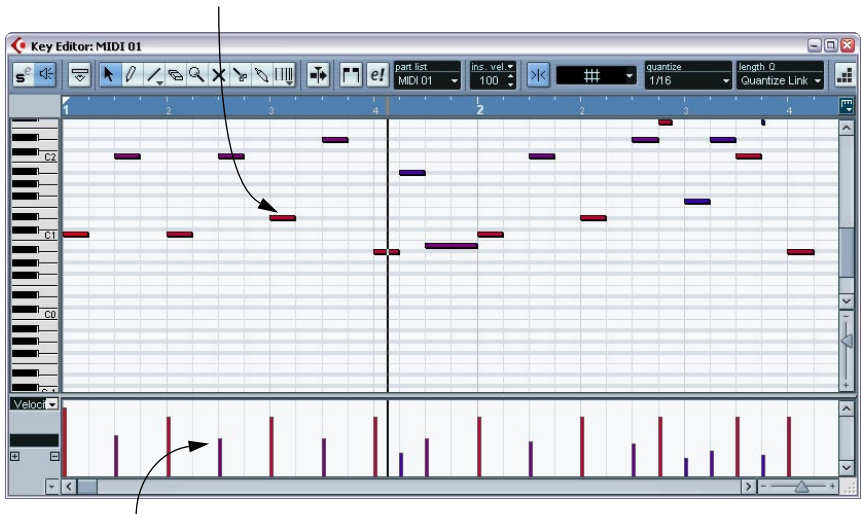 Key Editor: MIDI 01
part list
MIDI 01
ins. vel.
100
quantize
1/16
length Q
Quantize Link
1 2 3 4 2 2 3 4
C2
C1
C0
Veloci